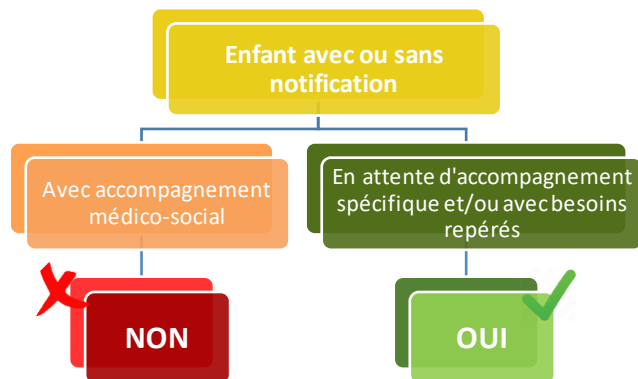 Enfant avec ou sans
notification
Avec accompagnement
médico-social
En attente d'accompagnement
spécifique et/ou avec besoins
repérés
NON
OUI